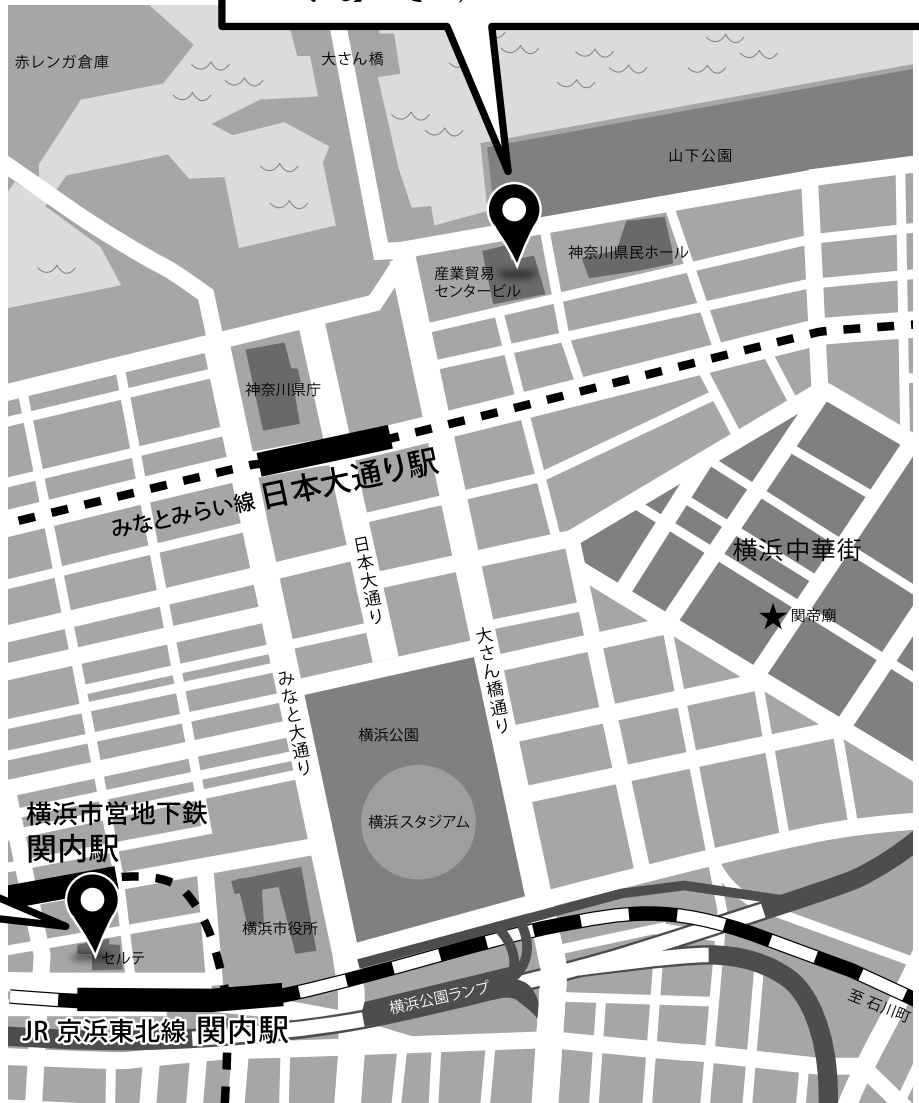 赤レンガ倉庫
大さん橋
山下公園
産業貿易
センタービル
神奈川県民ホール
神奈川県庁
みなとみらい線 日本大通り駅
日本大通り
横浜中華街
関帝廟
大さん橋通り
みなと大通り
横浜公園
横浜スタジアム
横浜市営地下鉄
関内駅
横浜市役所
セルテ
横浜公園ランプ
至 石川町
JR 京浜東北線 関内駅